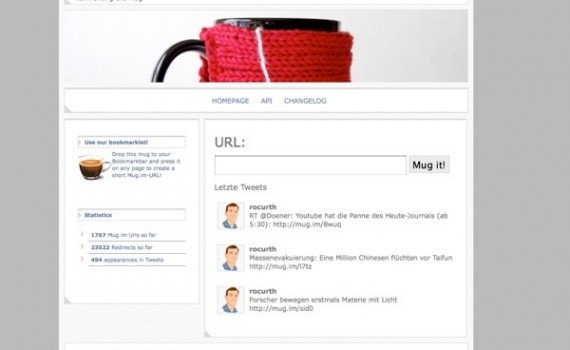 HOMEPAGE API CHANGELOG
Use our bookmarklet!
Drop this mug to your
Bookmarkbar and press it
on any page to create a
short Mug.im-URL!
Statistics
1767 Mug.im Urls so far
23522 Redirects so far
494 appearances in Tweets
URL:
Mug it!
Letzte Tweets
rocurth
RT @Doener: Youtube hat die Panne des Heute-Journals (ab
5:30): http://mug.im/8wuq
rocurth
Massenevakuierung: Eine Million Chinesen flüchten vor Taifun
http://mug.im/l7tz
rocurth
Forscher bewegen erstmals Materie mit Licht
http://mug.im/sid0